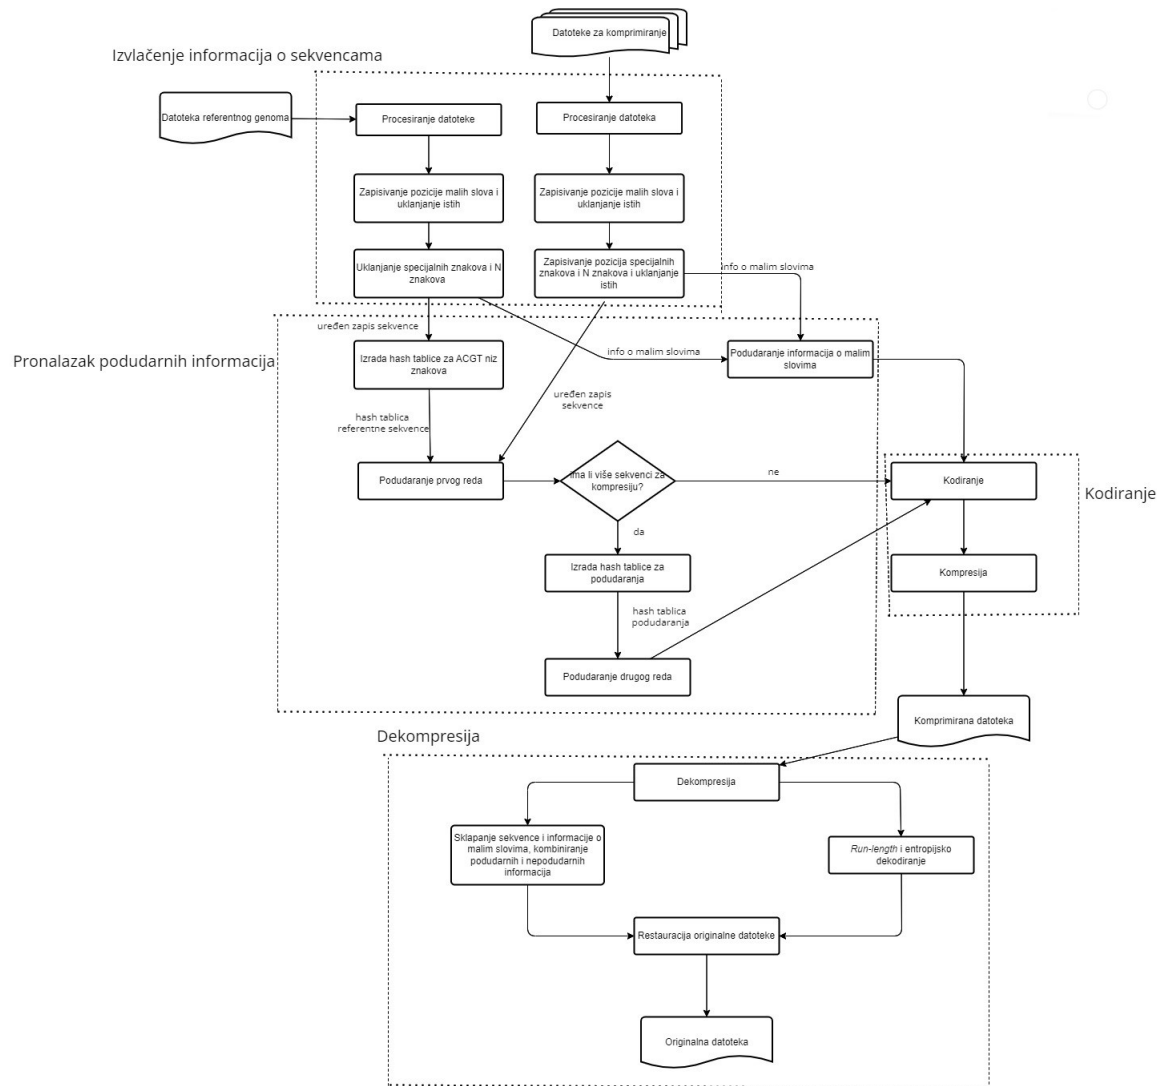 Datoteke za komprimiranje
Izvlačenje informacija o sekvencama
Datoteka referentnog genoma
Procesiranje datoteke
Procesiranje datoteka
Zapisivanje pozicije malih slova i
uklanjanje istih
Zapisivanje pozicije malih slova i
uklanjanje istih
Uklanjanje specijalnih znakova i N
znakova
Zapisivanje pozicija specijalnih
znakova i N znakova i uklanjanje
istih
info o malim slovima
uređen zapis sekvence
Pronalazak podudarnih informacija
Izrada hash tablice za ACGT niz
znakova
info o malim slovima
Podudaranje informacija o malim
slovima
uređen zapis
sekvence
hash tablica
referentne sekvence
Podudaranje prvog reda
ima li više sekvenci za
kompresiju?
ne
Kodiranje
Kodiranje
da
Izrada hash tablice za
podudaranja
Kompresija
hash tablica
podudaranja
Podudaranje drugog reda
Komprimirana datoteka
Dekompresija
Dekompresija
Sklapanje sekvence i informacije o
malim slovima, kombiniranje
podudarnih i nepodudarnih
informacija
Run-length i entropijsko
dekodiranje
Restauracija originalne datoteke
Originalna datoteka